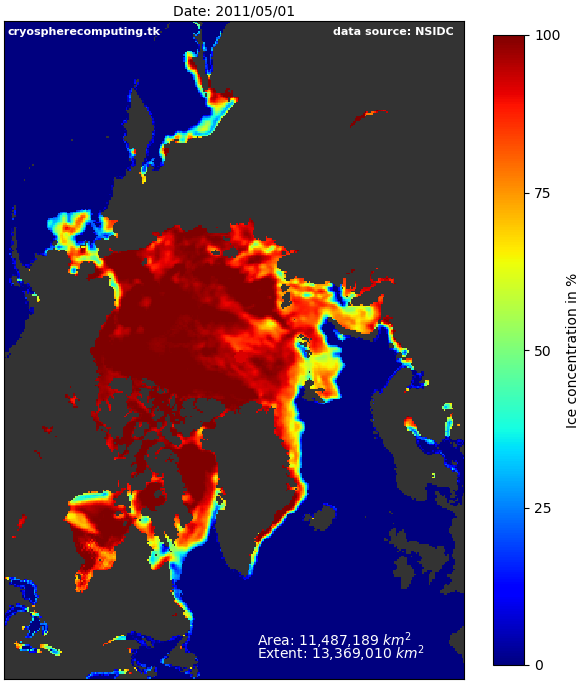 Date: 2011/05/01
cryospherecomputing.tk
data source: NSIDC
100
75
50
25
0
Ice concentration in %
Area: 11,487,189 km²
Extent: 13,369,010 km²